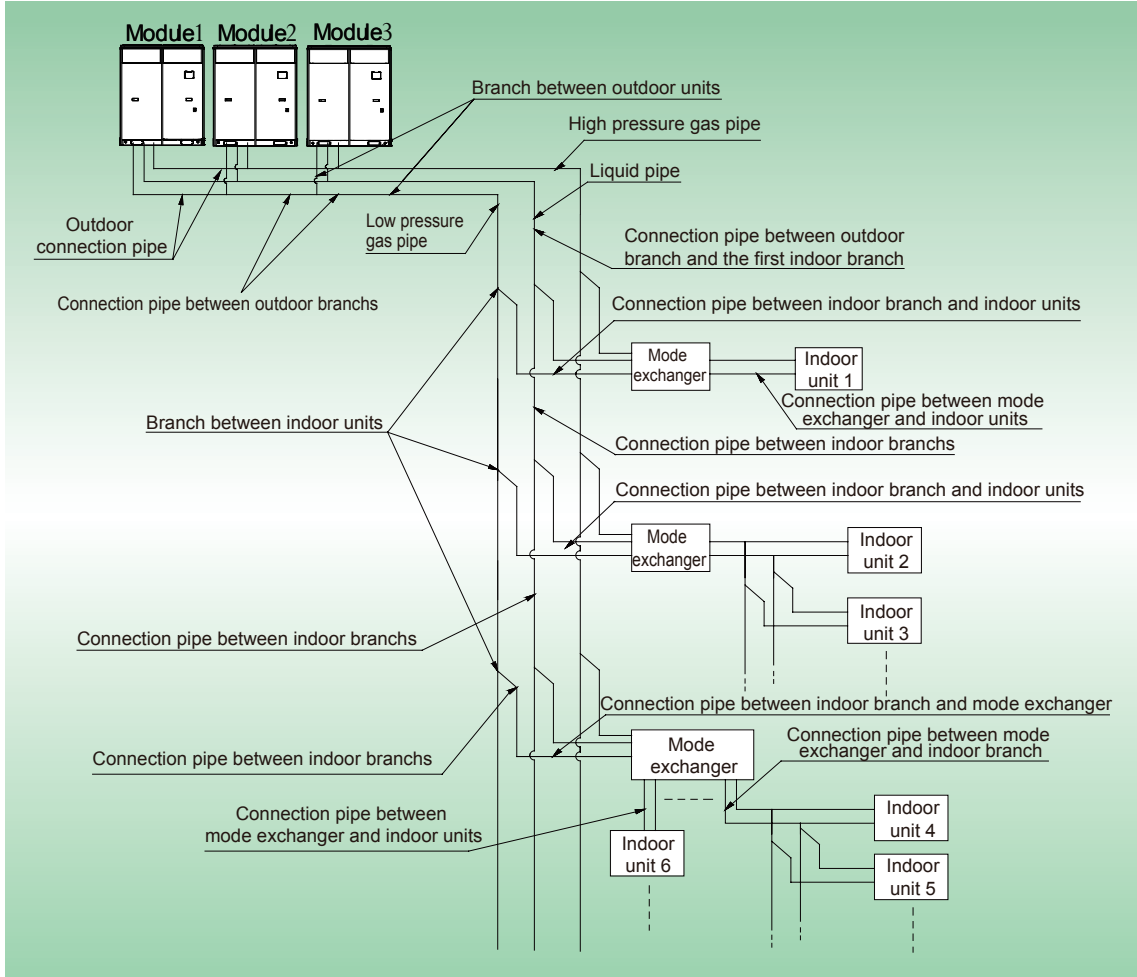 Module1 Module2 Module3
Branch between outdoor units
High pressure gas pipe
Liquid pipe
Outdoor
connection pipe
Low pressure
gas pipe
Connection pipe between outdoor
branch and the first indoor branch
Connection pipe between outdoor branchs
Connection pipe between indoor branch and indoor units
Mode
exchanger
Indoor
unit 1
Connection pipe between mode
exchanger and indoor units
Branch between indoor units
Connection pipe between indoor branchs
Connection pipe between indoor branch and indoor units
Mode
exchanger
Indoor
unit 2
Indoor
unit 3
Connection pipe between indoor branchs
Connection pipe between indoor branch and mode exchanger
Connection pipe between mode
exchanger and indoor branch
Mode
exchanger
Connection pipe between indoor branchs
Connection pipe between
mode exchanger and indoor units
Indoor
unit 4
Indoor
unit 6
Indoor
unit 5